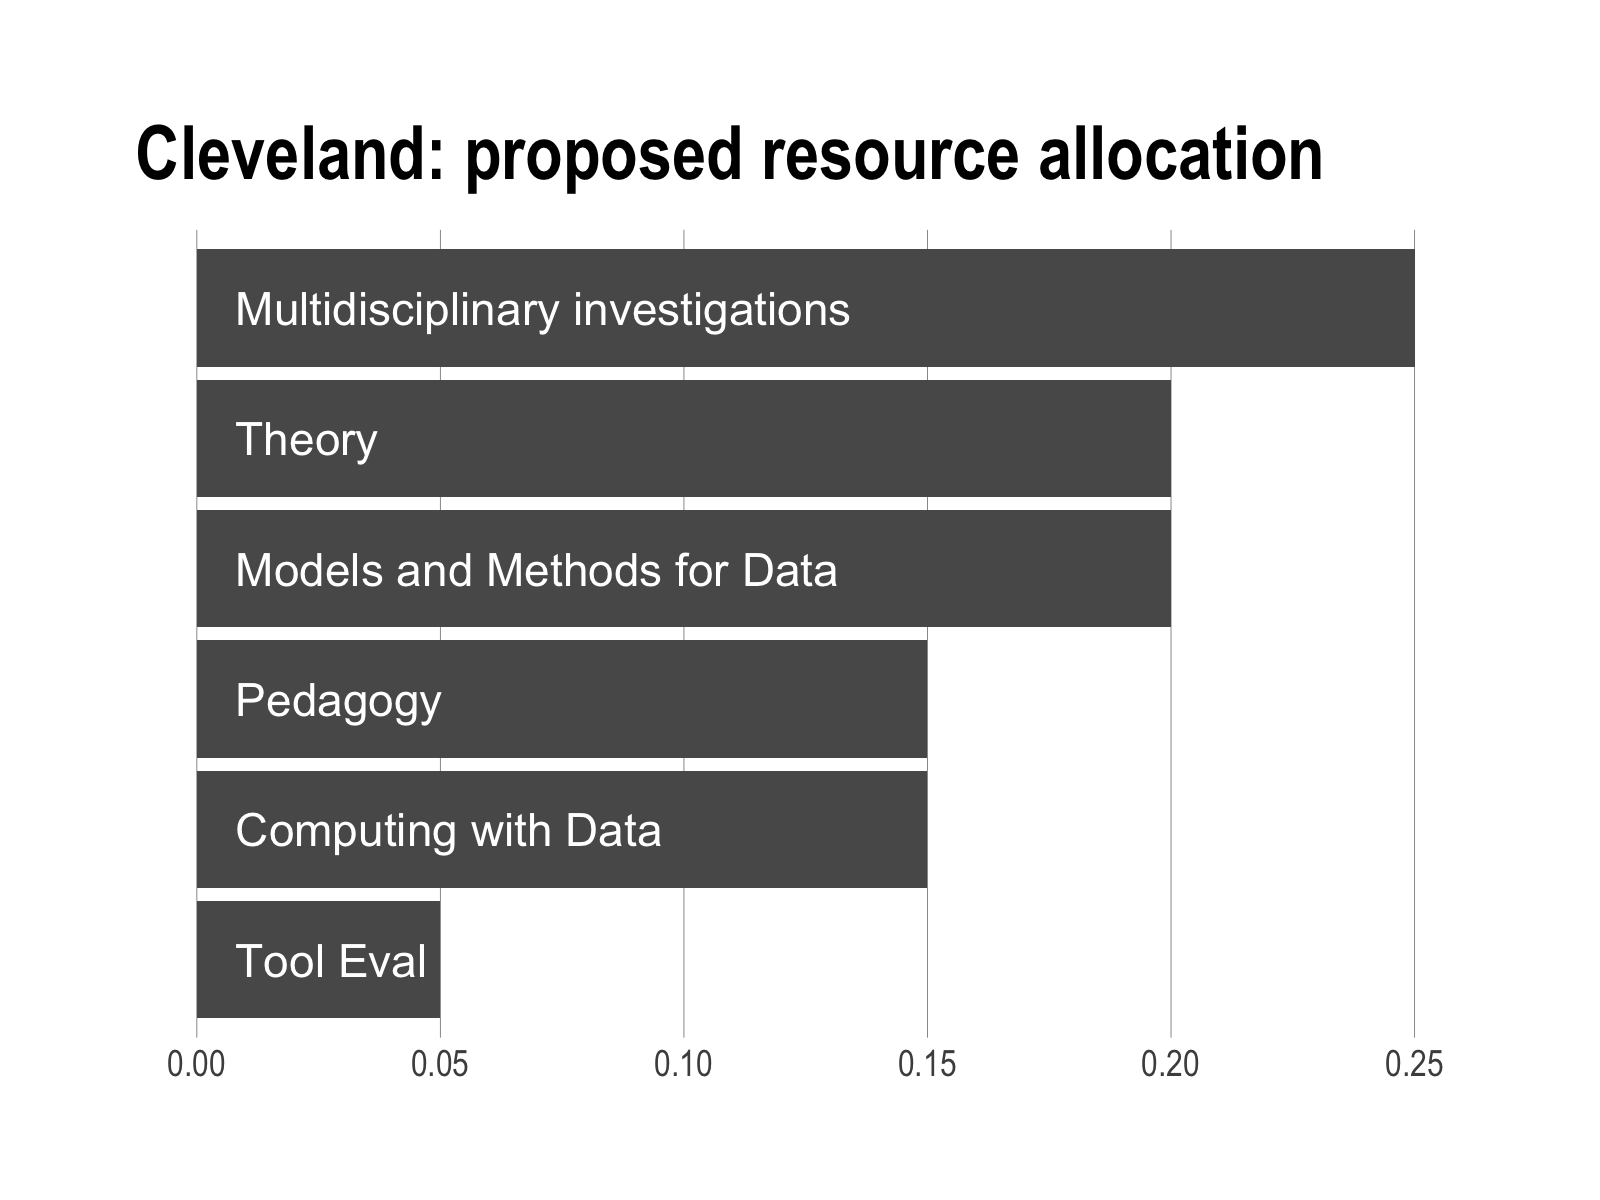 Cleveland: proposed resource allocation
Multidisciplinary investigations
Theory
Models and Methods for Data
Pedagogy
Computing with Data
Tool Eval
0.00 0.05 0.10 0.15 0.20 0.25